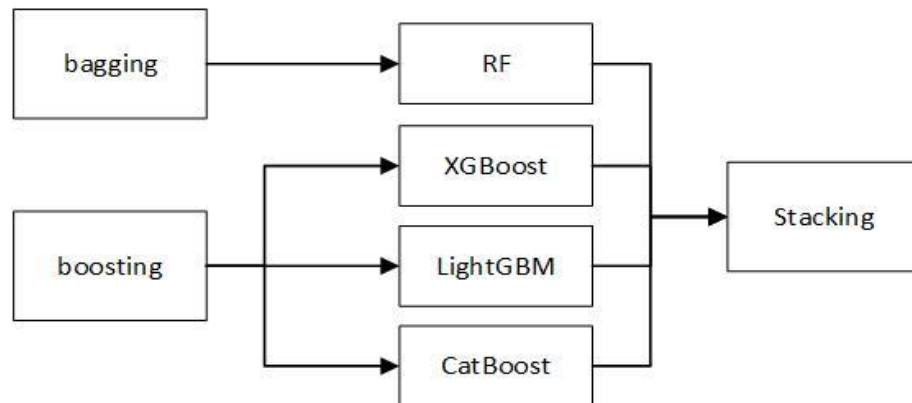 bagging
RF
XGBoost
Stacking
boosting
LightGBM
CatBoost